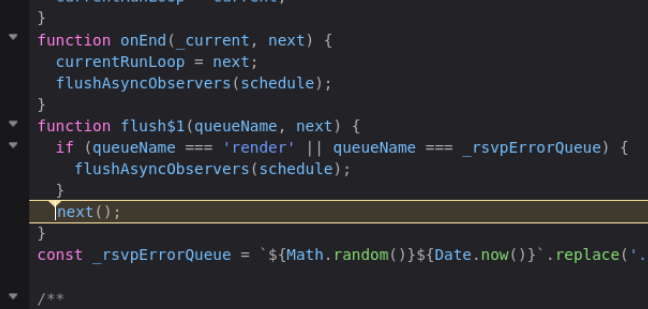 currentRunLoop = current;
}
function onEnd(_current, next) {
currentRunLoop = next;
flushAsyncObservers(schedule);
}
function flush$1(queueName, next) {
if (queueName === 'render' || queueName === _rsvpErrorQueue) {
flushAsyncObservers(schedule);
}
next();
}
const _rsvpErrorQueue = `${Math.random()}${Date.now()}`.replace('.
/**